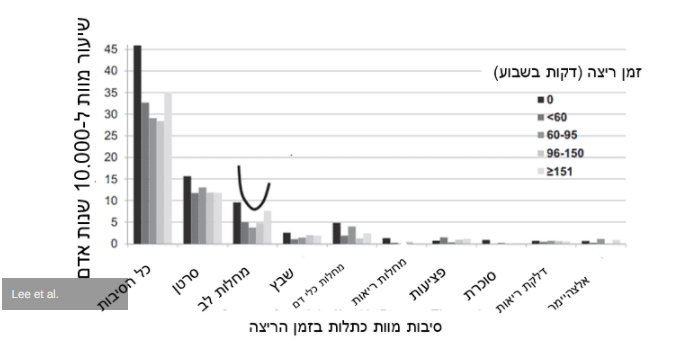 שיעור מוות ל-10.000 שנות אדם
זמן ריצה (דקות בשבוע)
0
<60
60-95
96-150
≥151
45
40
35
30
25
20
15
10
5
0
כל הסיבות
סרטן
מחלות לב
שבץ
מחלות כלי דם
מחלות ריאות
פציעות
סוכרת
דלקת ריאות
אלצהיימר
Lee et al.
סיבות מוות כתלות בזמן הריצה